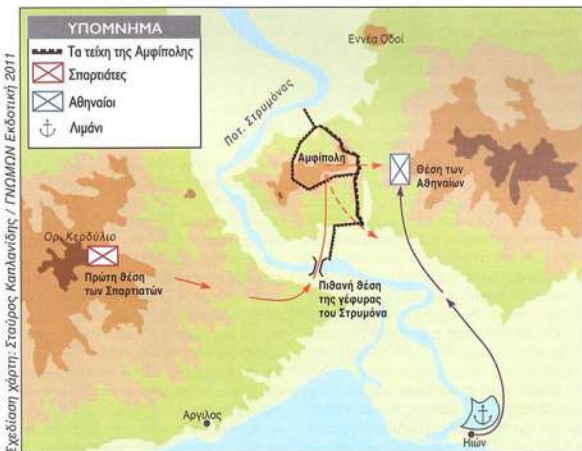 Σχεδίαση χάρτη: Σταύρος Καπλανίδης / ΓΝΩΜΩΝ Εκδοτική 2011
ΥΠΟΜΝΗΜΑ
Τα τείχη της Αμφίπολης
Σπαρτιάτες
Αθηναίοι
Λιμάνι
Εννέα Οδοί
Ποτ. Στρυμόνας
Αμφίπολη
Θέση των
Αθηναίων
Ορ. Κερδύλιο
Πρώτη θέση
των Σπαρτιατών
Πιθανή θέση
της γέφυρας
του Στρυμόνα
Αργιλος
Ηιών